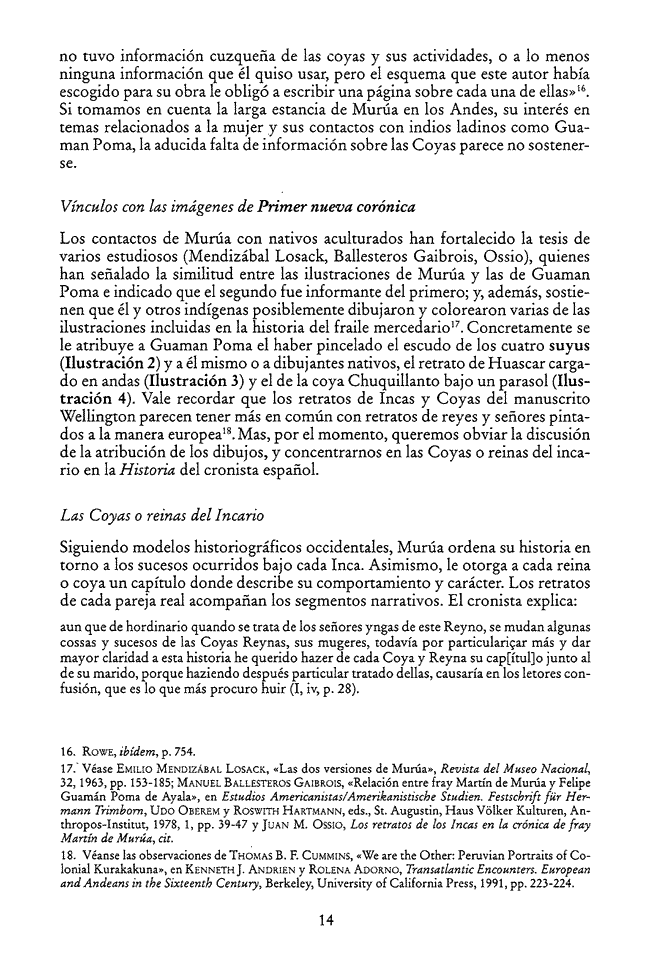 no tuvo información cuzqueña de las coyas y sus actividades, o a lo menos
ninguna información que él quiso usar, pero el esquema que este autor había
escogido para su obra le obligó a escribir una página sobre cada una de ellas»¹⁶.
Si tomamos en cuenta la larga estancia de Murúa en los Andes, su interés en
temas relacionados a la mujer y sus contactos con indios ladinos como Gua-
man Poma, la aducida falta de información sobre las Coyas parece no sostener-
se.
Vínculos con las imágenes de Primer nueva corónica
Los contactos de Murúa con nativos aculturados han fortalecido la tesis de
varios estudiosos (Mendizábal Losack, Ballesteros Gaibrois, Ossio), quienes
han señalado la similitud entre las ilustraciones de Murúa y las de Guaman
Poma e indicado que el segundo fue informante del primero; y, además, sostie-
nen que él y otros indígenas posiblemente dibujaron y colorearon varias de las
ilustraciones incluidas en la historia del fraile mercedario¹⁷. Concretamente se
le atribuye a Guaman Poma el haber pincelado el escudo de los cuatro suyus
(Ilustración 2) y a él mismo o a dibujantes nativos, el retrato de Huascar carga-
do en andas (Ilustración 3) y el de la coya Chuquillanto bajo un parasol (Ilus-
tración 4). Vale recordar que los retratos de Incas y Coyas del manuscrito
Wellington parecen tener más en común con retratos de reyes y señores pinta-
dos a la manera europea¹⁸. Mas, por el momento, queremos obviar la discusión
de la atribución de los dibujos, y concentrarnos en las Coyas o reinas del inca-
rio en la Historia del cronista español.
Las Coyas o reinas del Incario
Siguiendo modelos historiográficos occidentales, Murúa ordena su historia en
torno a los sucesos ocurridos bajo cada Inca. Asimismo, le otorga a cada reina
o coya un capítulo donde describe su comportamiento y carácter. Los retratos
de cada pareja real acompañan los segmentos narrativos. El cronista explica:
aun que de hordinario quando se trata de los señores yngas de este Reyno, se mudan algunas
cossas y sucesos de las Coyas Reynas, sus mugeres, todavía por particulariçar más y dar
mayor claridad a esta historia he querido hazer de cada Coya y Reyna su cap[ítul]o junto al
de su marido, porque haziendo después particular tratado dellas, causaría en los letores con-
fusión, que es lo que más procuro huir (I, iv, p. 28).
16. Rowe, ibídem, p. 754.
17. Véase Emilio Mendizábal Losack, «Las dos versiones de Murúa», Revista del Museo Nacional,
32, 1963, pp. 153-185; Manuel Ballesteros Gaibrois, «Relación entre fray Martín de Murúa y Felipe
Guamán Poma de Ayala», en Estudios Americanistas/Amerikanistische Studien. Festschrift für Her-
mann Trimborn, Udo Oberem y Roswith Hartmann, eds., St. Augustin, Haus Völker Kulturen, An-
thropos-Institut, 1978, 1, pp. 39-47 y Juan M. Ossio, Los retratos de los Incas en la crónica de fray
Martín de Murúa, cit.
18. Véanse las observaciones de Thomas B. F. Cummins, «We are the Other: Peruvian Portraits of Co-
lonial Kurakakuna», en Kenneth J. Andrien y Rolena Adorno, Transatlantic Encounters. European
and Andeans in the Sixteenth Century, Berkeley, University of California Press, 1991, pp. 223-224.
14